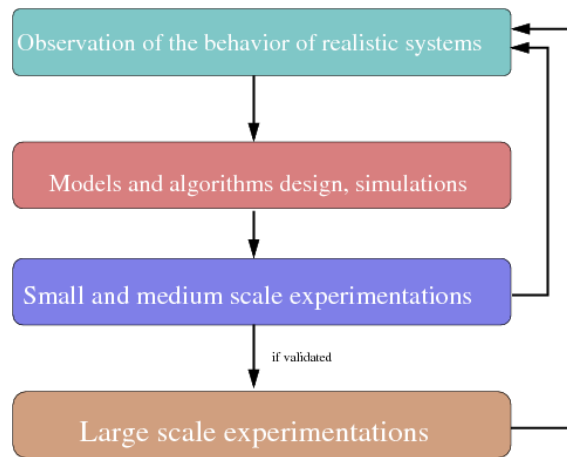 Observation of the behavior of realistic systems
Models and algorithms design, simulations
Small and medium scale experimentations
if validated
Large scale experimentations